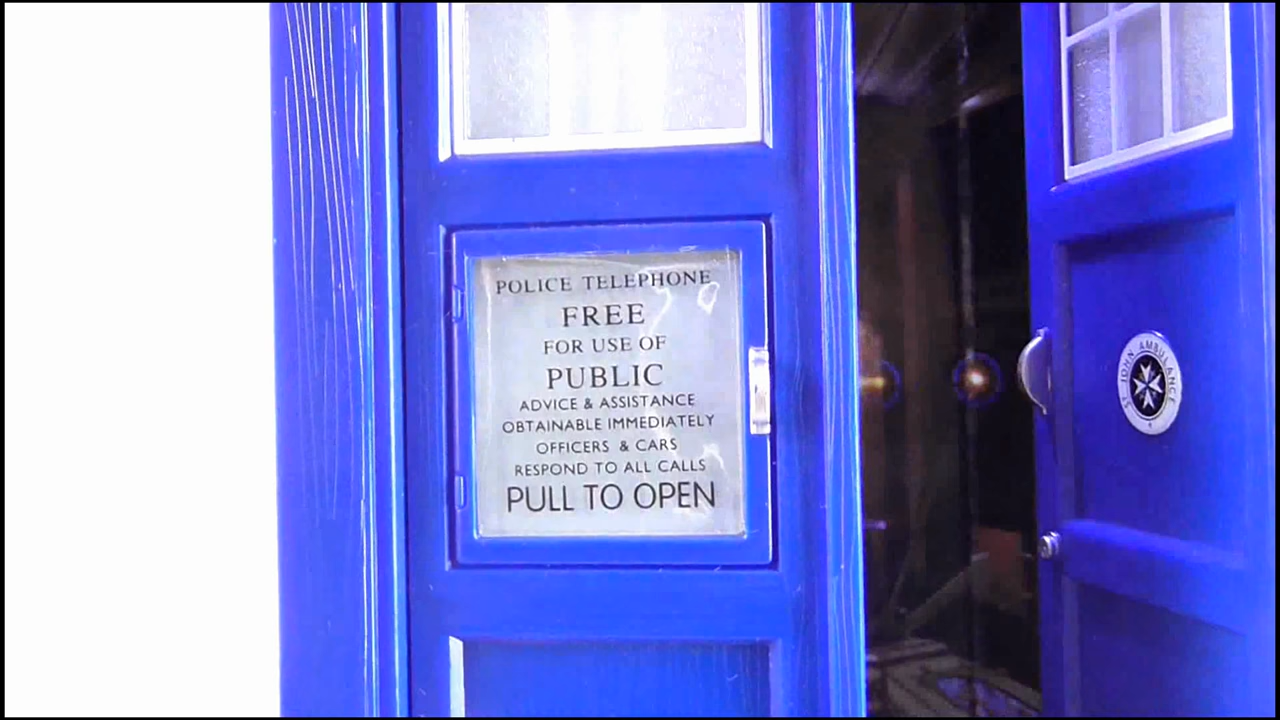 POLICE TELEPHONE
FREE
FOR USE OF
PUBLIC
ADVICE & ASSISTANCE
OBTAINABLE IMMEDIATELY
OFFICERS & CARS
RESPOND TO ALL CALLS
PULL TO OPEN
ST JOHN AMBULANCE